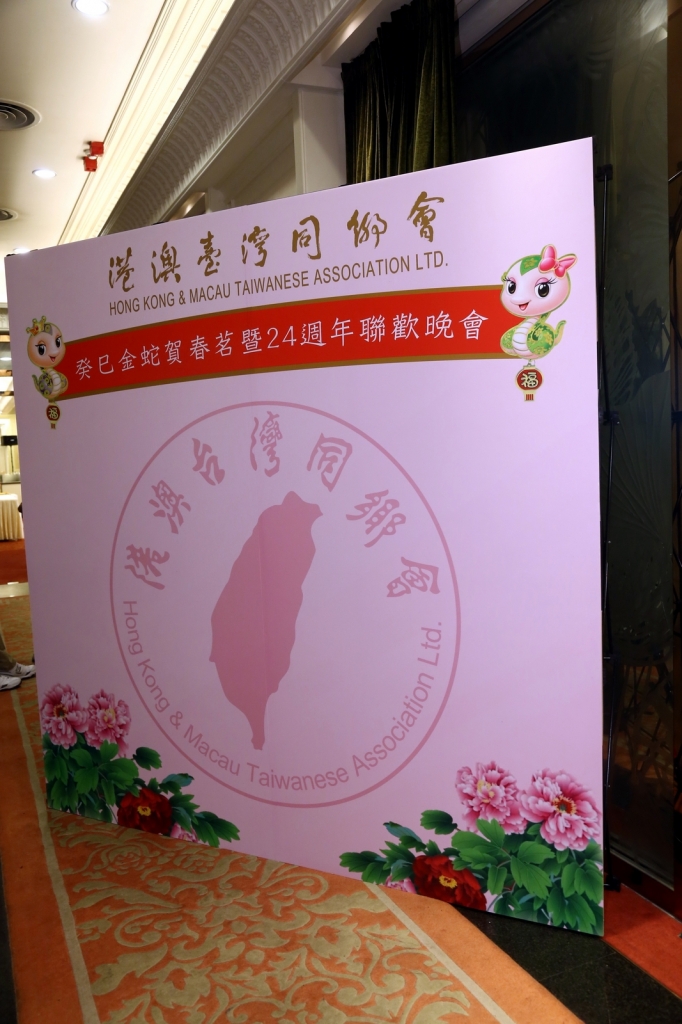 港澳臺灣同鄉會
HONG KONG & MACAU TAIWANESE ASSOCIATION LTD.
癸巳金蛇賀春茗暨24週年聯歡晚會
福
福
港澳台灣同鄉會
Hong Kong & Macau Taiwanese Association Ltd.